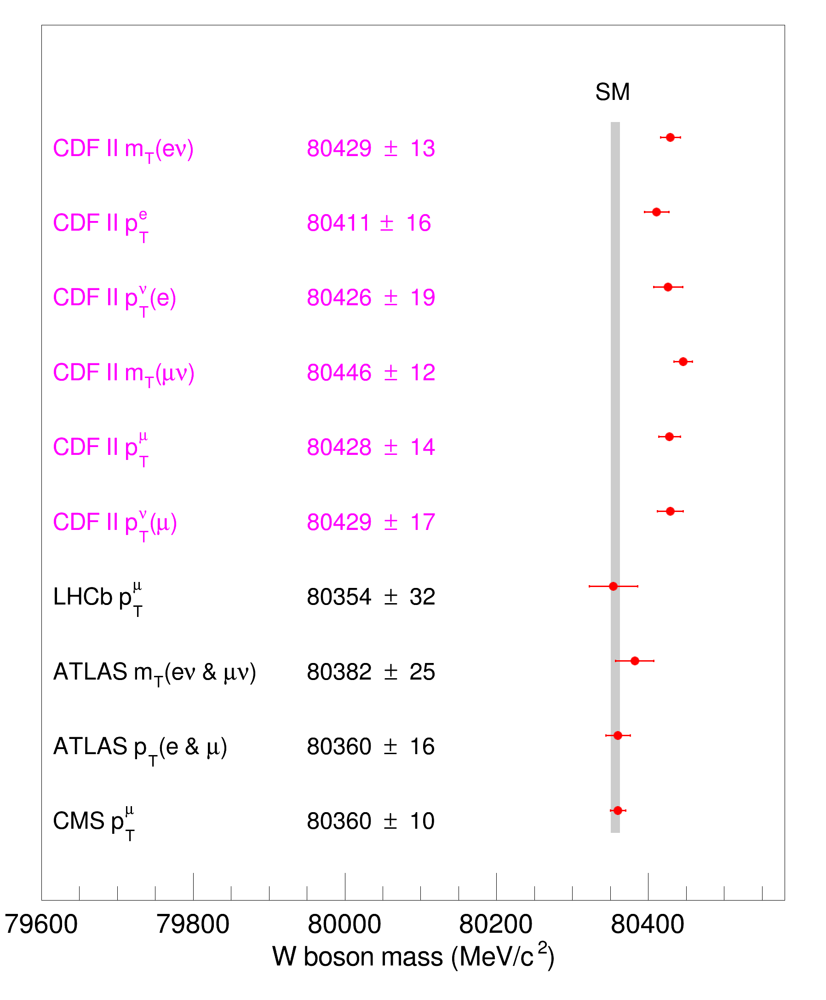 SM
CDF II m_T(eν) 80429 ± 13
CDF II p_T^e 80411 ± 16
CDF II p_T^ν(e) 80426 ± 19
CDF II m_T(μν) 80446 ± 12
CDF II p_T^μ 80428 ± 14
CDF II p_T^ν(μ) 80429 ± 17
LHCb p_T^μ 80354 ± 32
ATLAS m_T(eν & μν) 80382 ± 25
ATLAS p_T(e & μ) 80360 ± 16
CMS p_T^μ 80360 ± 10
79600 79800 80000 80200 80400
W boson mass (MeV/c²)